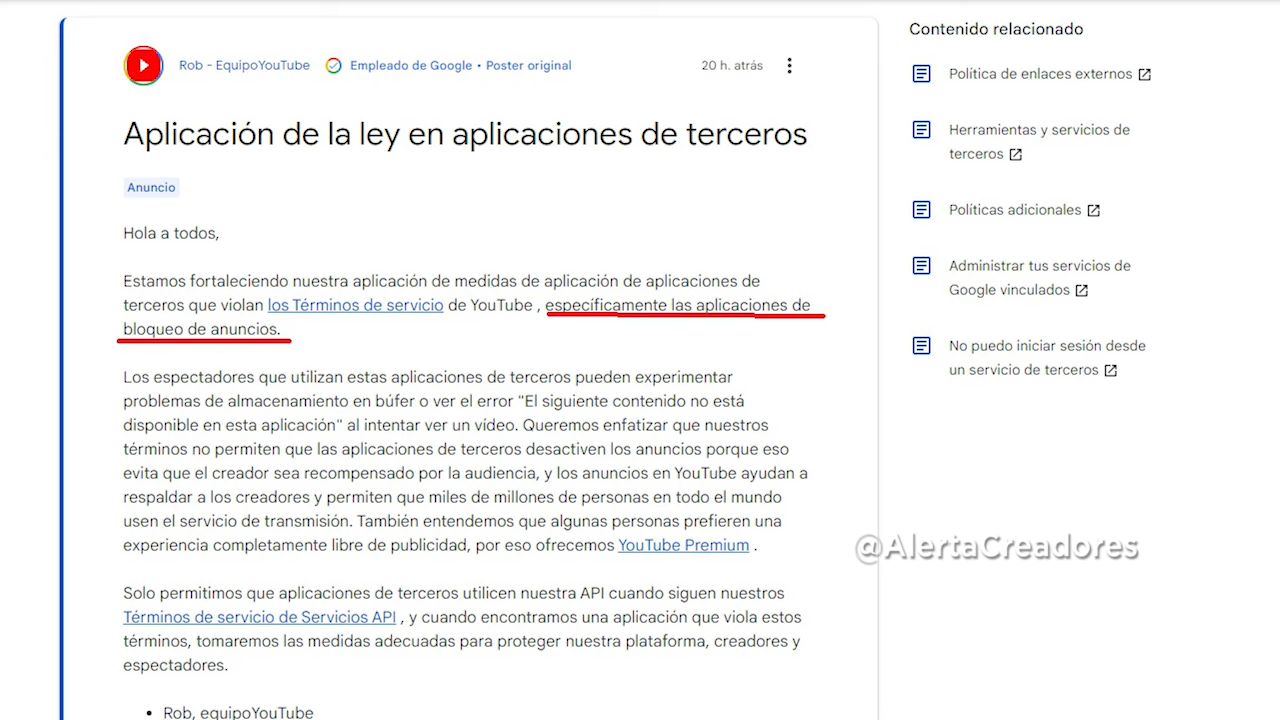 Rob - EquipoYouTube Empleado de Google • Poster original 20 h. atrás
Aplicación de la ley en aplicaciones de terceros
Anuncio
Hola a todos,
Estamos fortaleciendo nuestra aplicación de medidas de aplicación de aplicaciones de
terceros que violan los Términos de servicio de YouTube , específicamente las aplicaciones de
bloqueo de anuncios.
Los espectadores que utilizan estas aplicaciones de terceros pueden experimentar
problemas de almacenamiento en búfer o ver el error "El siguiente contenido no está
disponible en esta aplicación" al intentar ver un vídeo. Queremos enfatizar que nuestros
términos no permiten que las aplicaciones de terceros desactiven los anuncios porque eso
evita que el creador sea recompensado por la audiencia, y los anuncios en YouTube ayudan a
respaldar a los creadores y permiten que miles de millones de personas en todo el mundo
usen el servicio de transmisión. También entendemos que algunas personas prefieren una
experiencia completamente libre de publicidad, por eso ofrecemos YouTube Premium .
Solo permitimos que aplicaciones de terceros utilicen nuestra API cuando siguen nuestros
Términos de servicio de Servicios API , y cuando encontramos una aplicación que viola estos
términos, tomaremos las medidas adecuadas para proteger nuestra plataforma, creadores y
espectadores.
• Rob, equipoYouTube
Contenido relacionado
Política de enlaces externos
Herramientas y servicios de
terceros
Políticas adicionales
Administrar tus servicios de
Google vinculados
No puedo iniciar sesión desde
un servicio de terceros
@AlertaCreadores